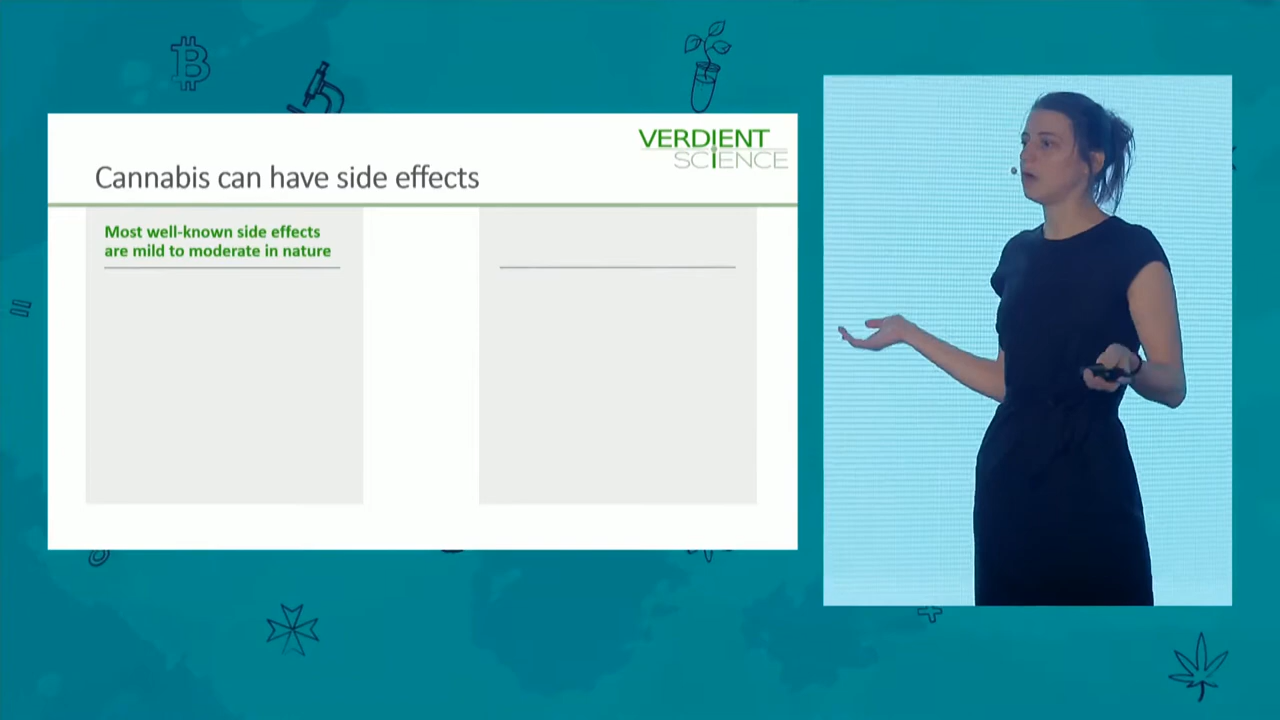 VERDIENT
SCIENCE
Cannabis can have side effects
Most well-known side effects
are mild to moderate in nature